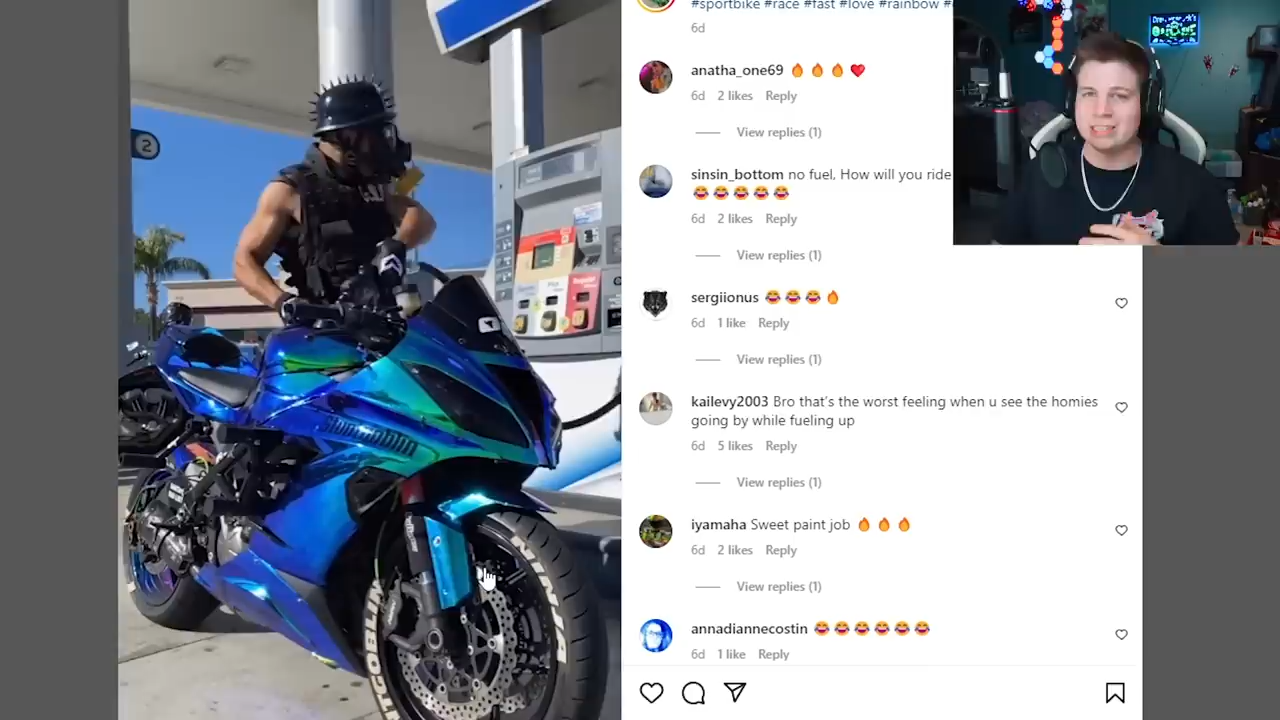 #sportbike #race #fast #love #rainbow
6d
anatha_one69 🔥 🔥 🔥 ❤️
6d 2 likes Reply
View replies (1)
sinsin_bottom no fuel, How will you ride
😂😂😂😂😂
6d 2 likes Reply
View replies (1)
sergiionus 😂 😂 😂 🔥
6d 1 like Reply
View replies (1)
kailevy2003 Bro that's the worst feeling when u see the homies
going by while fueling up
6d 5 likes Reply
View replies (1)
iyamaha Sweet paint job 🔥 🔥 🔥
6d 2 likes Reply
View replies (1)
annadiannecostin 😂 😂 😂 😂 😂 😂
6d 1 like Reply
2